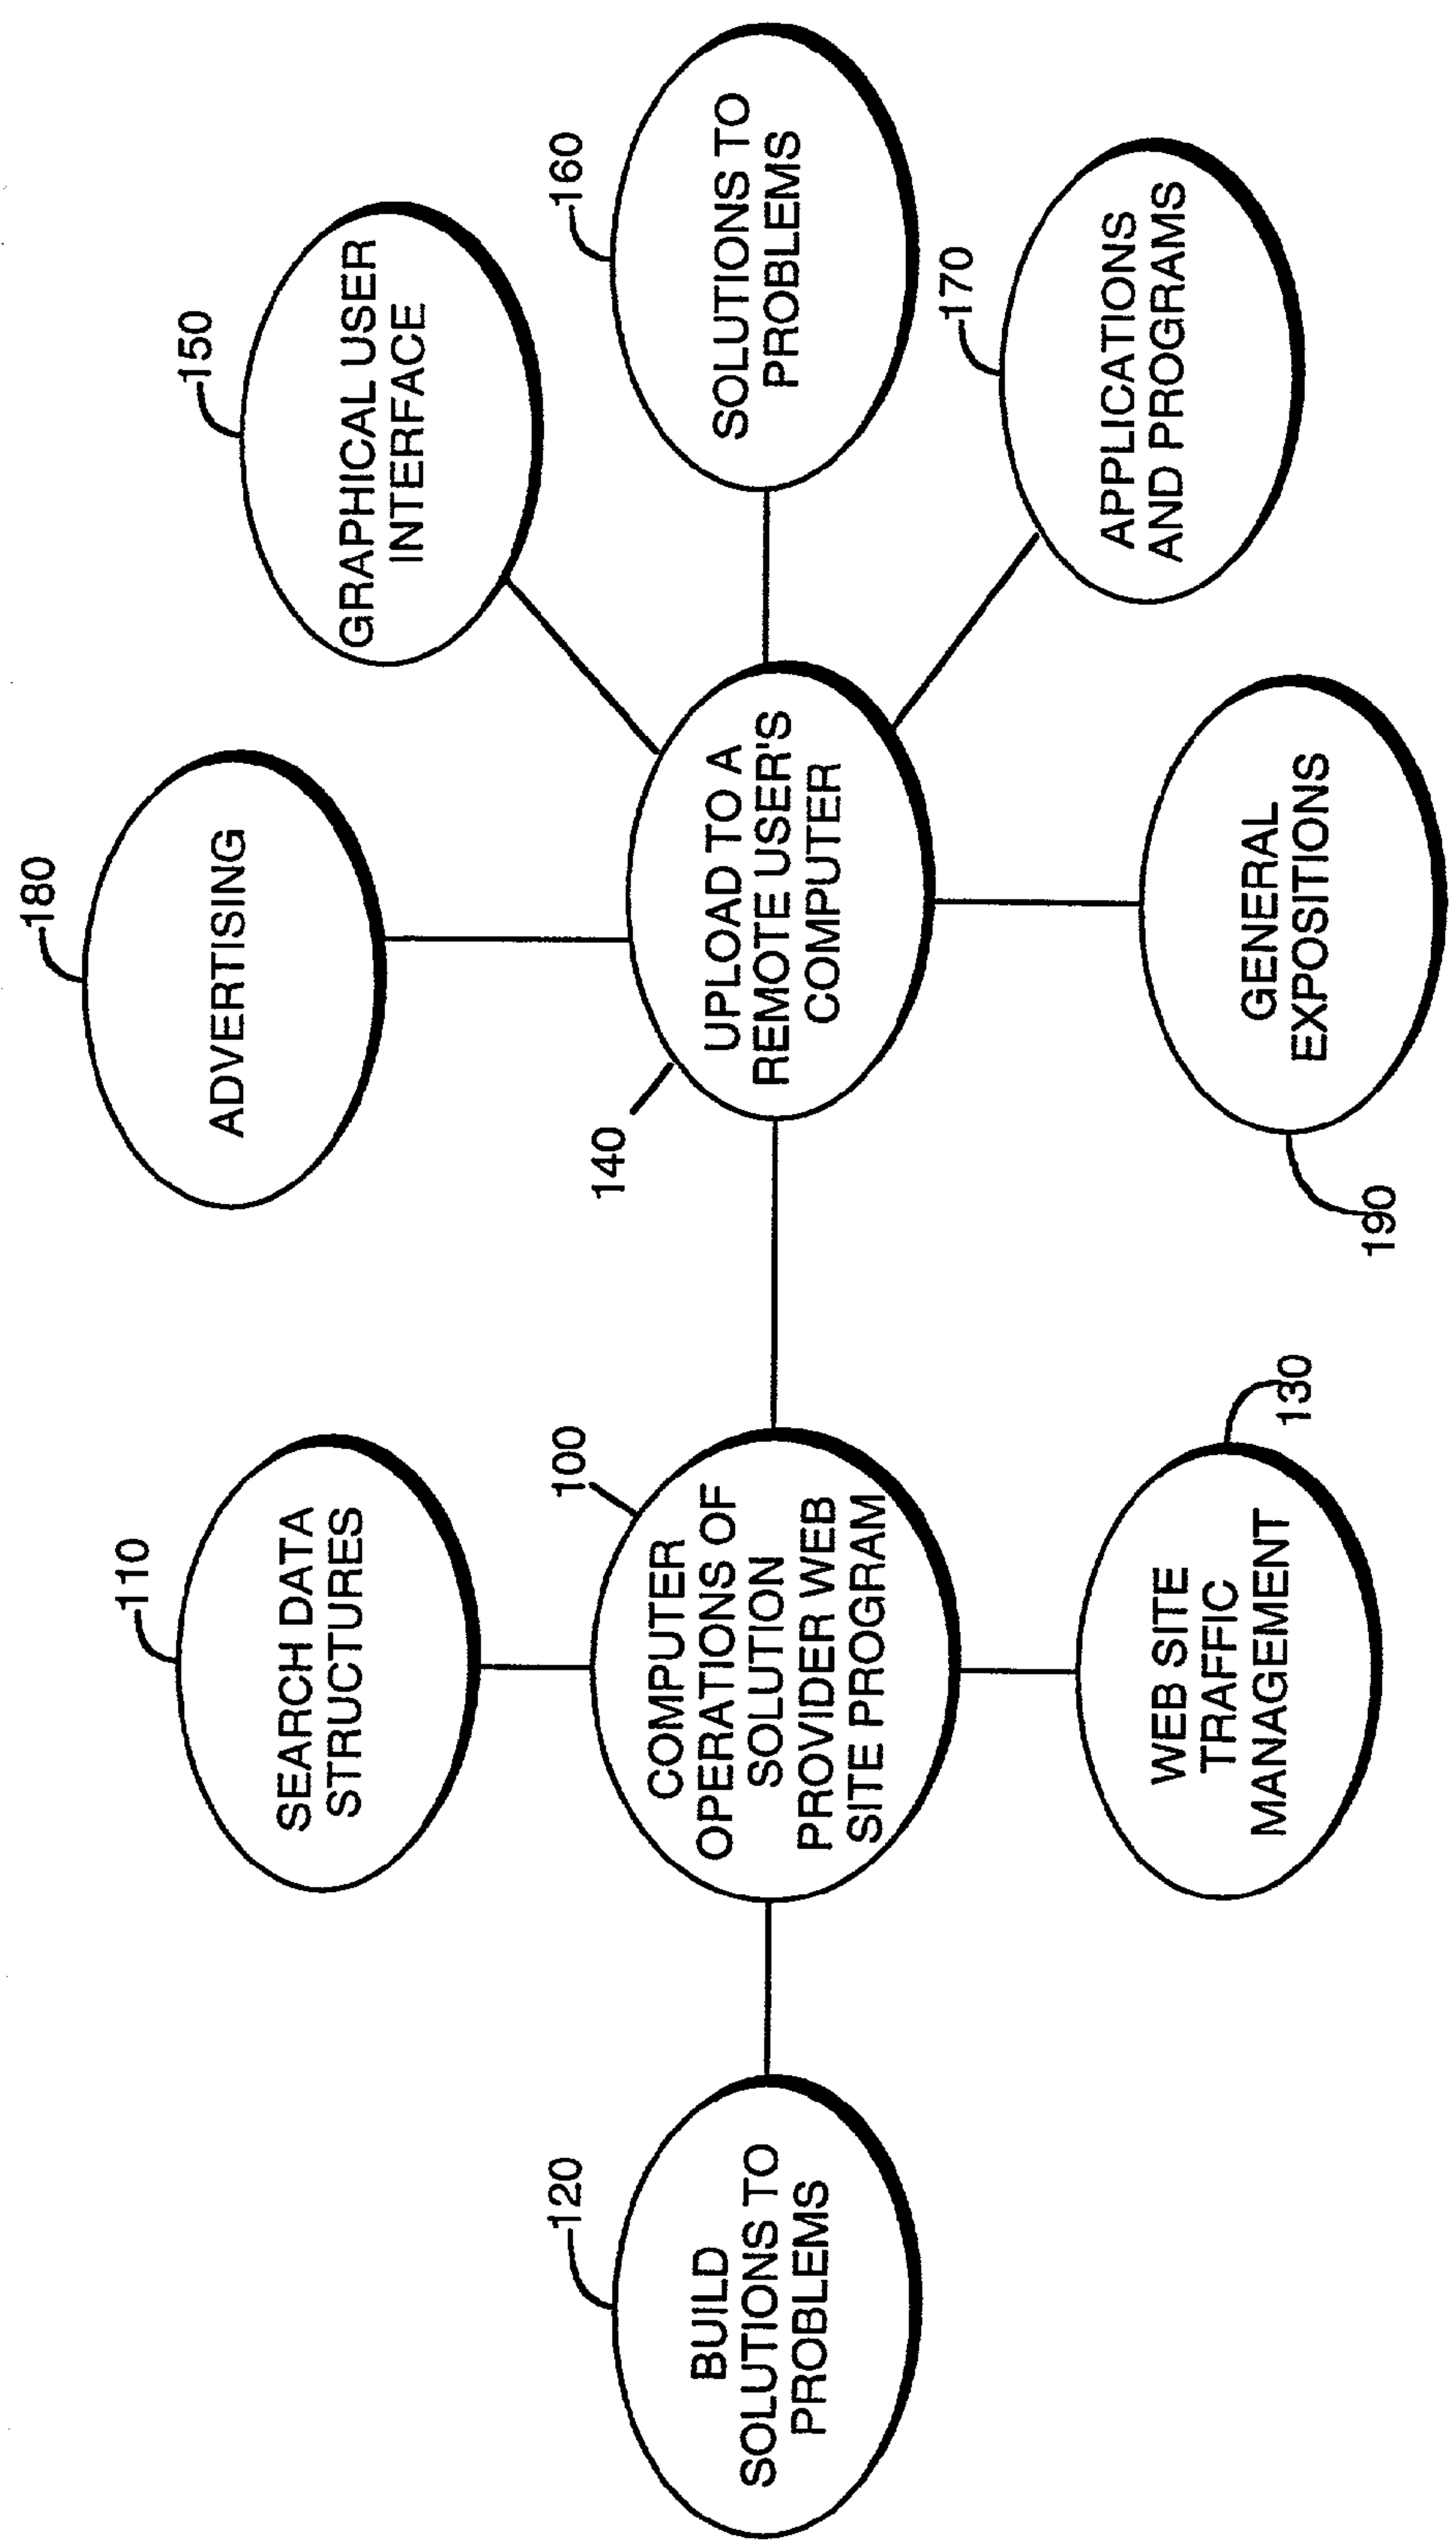 180
ADVERTISING
110
SEARCH DATA
STRUCTURES
150
GRAPHICAL USER
INTERFACE
120
BUILD
SOLUTIONS TO
PROBLEMS
100
COMPUTER
OPERATIONS OF
SOLUTION
PROVIDER WEB
SITE PROGRAM
140
UPLOAD TO A
REMOTE USER'S
COMPUTER
160
SOLUTIONS TO
PROBLEMS
170
APPLICATIONS
AND PROGRAMS
130
WEB SITE
TRAFFIC
MANAGEMENT
190
GENERAL
EXPOSITIONS